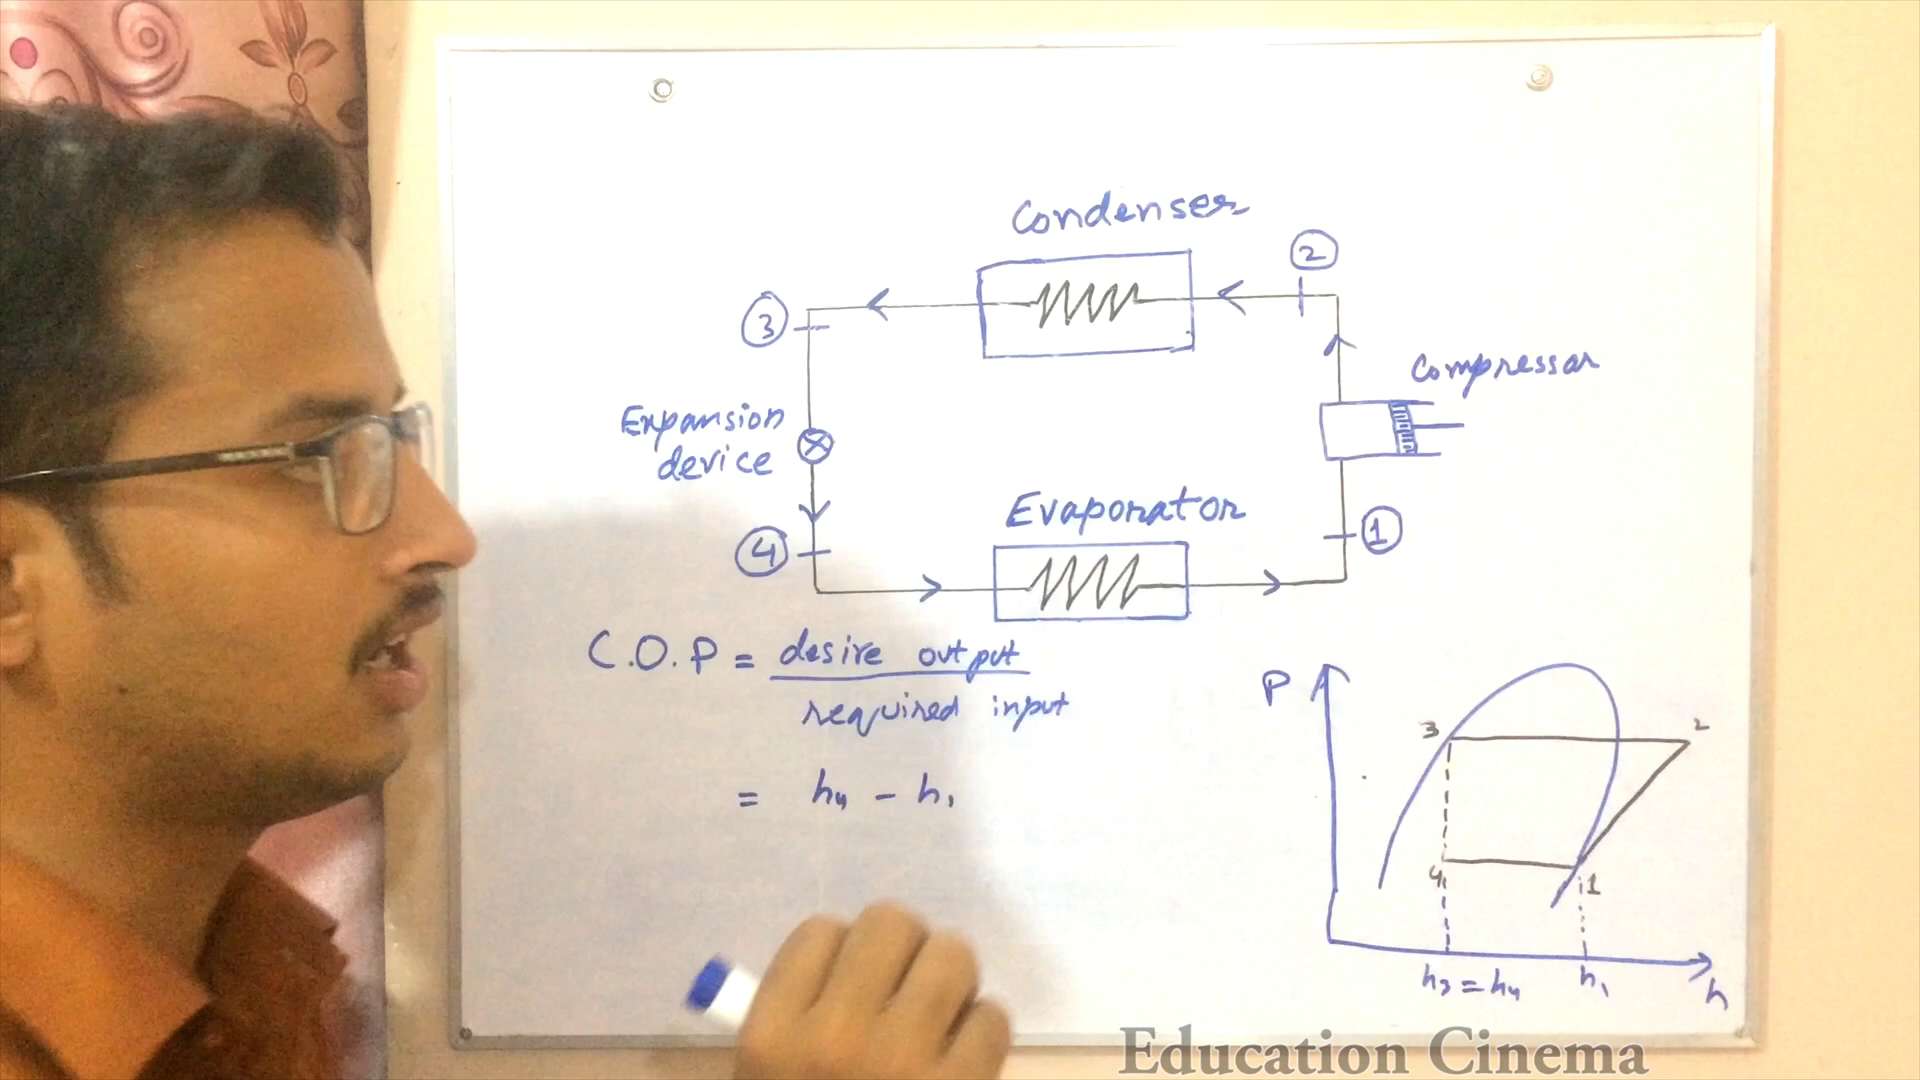 Condenser
2
3
Compressar
Expansion
device
Evaporator
1
4
C.O.P = desire output
required input
= h4 - h1
P
3
2
4
1
h3 = h4
h1
h
Education Cinema